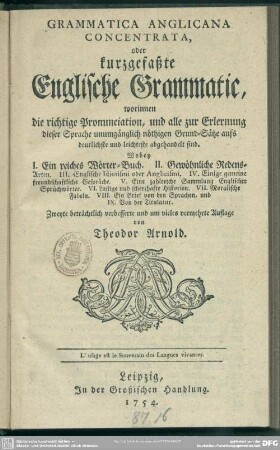 GRAMMATICA ANGLICANA
CONCENTRATA,
oder
kurzgefaßte
Englische Grammatic,
worinnen
die richtige Pronunciation, und alle zur Erlernung
dieser Sprache unumgänglich nöthigen Grund-Sätze aufs
deutlichste und leichteste abgehandelt sind.
Wobey
I. Ein reiches Wörter-Buch. II. Gewöhnliche Redens-
Arten. III. Englische Idiotismi oder Anglicismi, IV. Einige gemeine
freundschaftliche Gespräche. V. Eine zahlreiche Sammlung Englischer
Sprüchwörter. VI. Lustige und scherzhafte Historien. VII. Moralische
Fabeln. VIII. Ein Brief von den Sprachen, und
IX. Von der Titulatur.
Zweyte beträchtlich verbesserte und um vieles vermehrte Auflage
von
Theodor Arnold.
L'usage est le Souverain des Langues vivantes.
Leipzig,
In der Großischen Handlung.
1754.
87 16